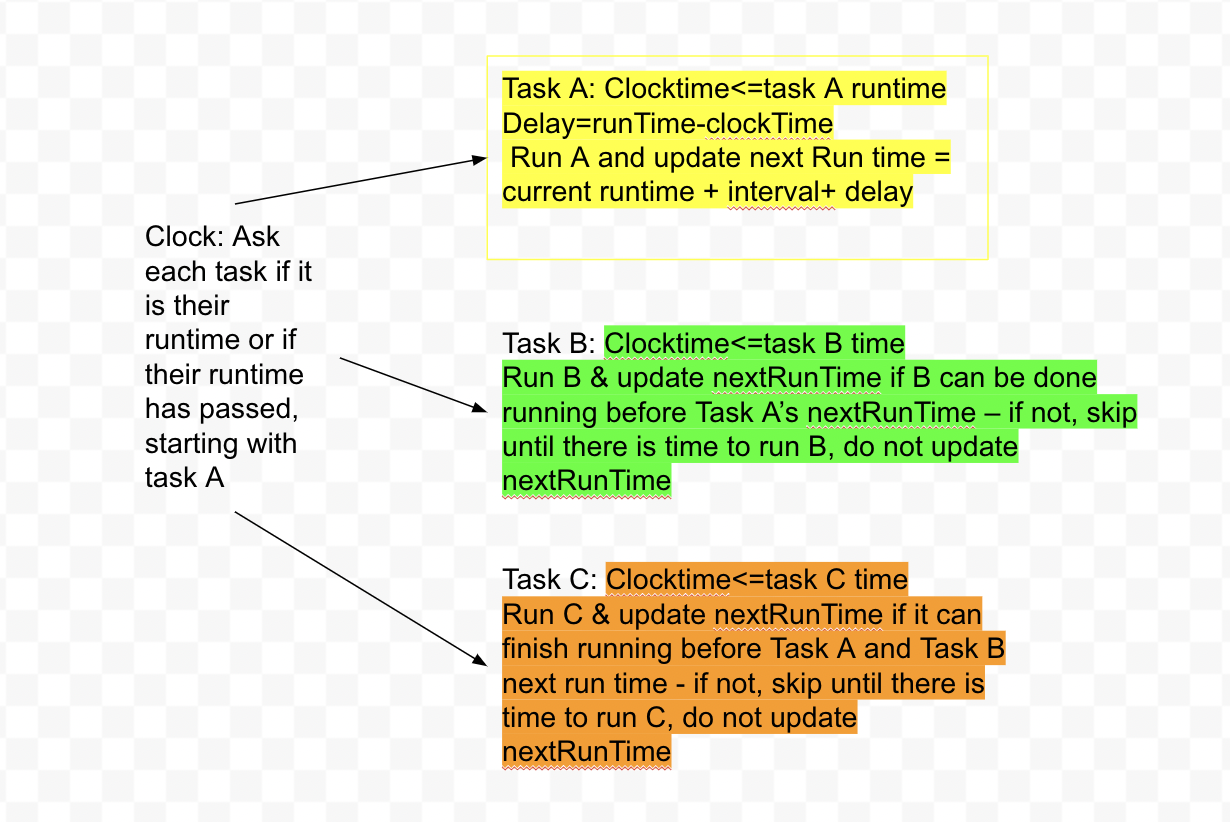 Task A: Clocktime<=task A runtime
Delay=runTime-clockTime
Run A and update next Run time =
current runtime + interval+ delay
Clock: Ask
each task if it
is their
runtime or if
their runtime
has passed,
starting with
task A
Task B: Clocktime<=task B time
Run B & update nextRunTime if B can be done
running before Task A’s nextRunTime – if not, skip
until there is time to run B, do not update
nextRunTime
Task C: Clocktime<=task C time
Run C & update nextRunTime if it can
finish running before Task A and Task B
next run time - if not, skip until there is
time to run C, do not update
nextRunTime